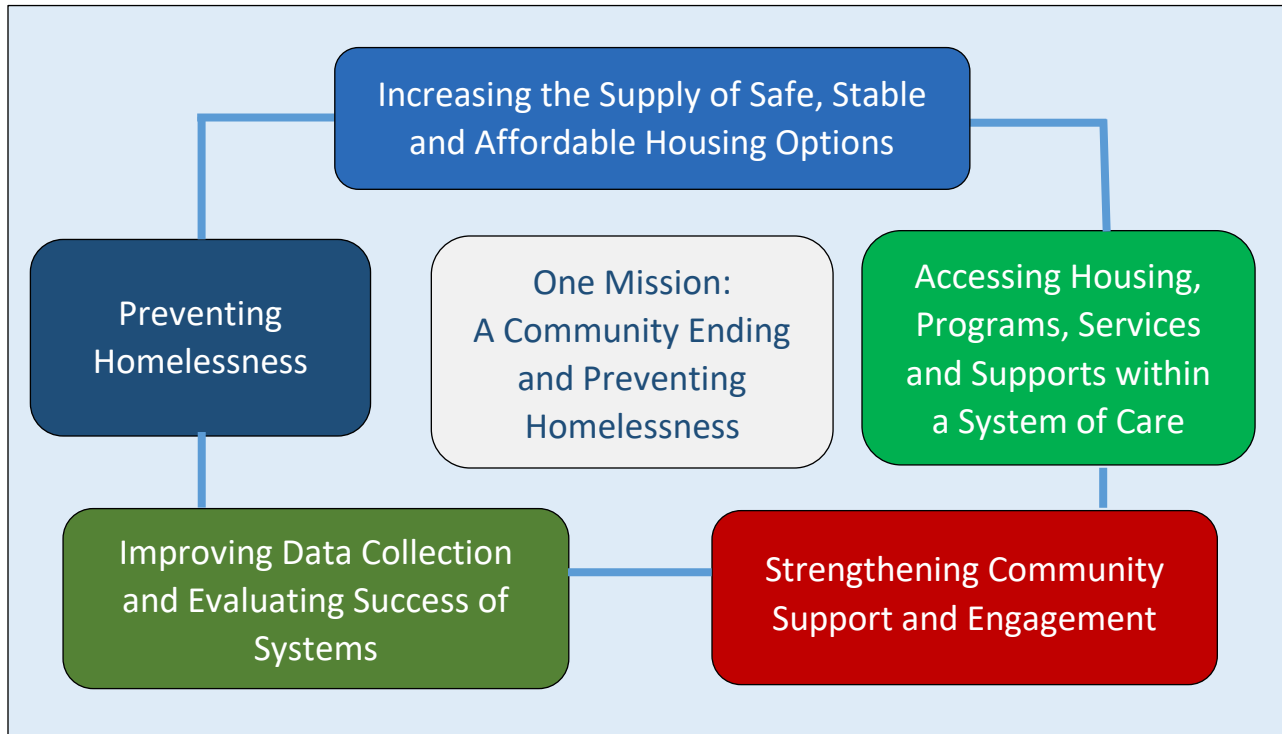 Increasing the Supply of Safe, Stable
and Affordable Housing Options
Preventing
Homelessness
One Mission:
A Community Ending
and Preventing
Homelessness
Accessing Housing,
Programs, Services
and Supports within
a System of Care
Improving Data Collection
and Evaluating Success of
Systems
Strengthening Community
Support and Engagement